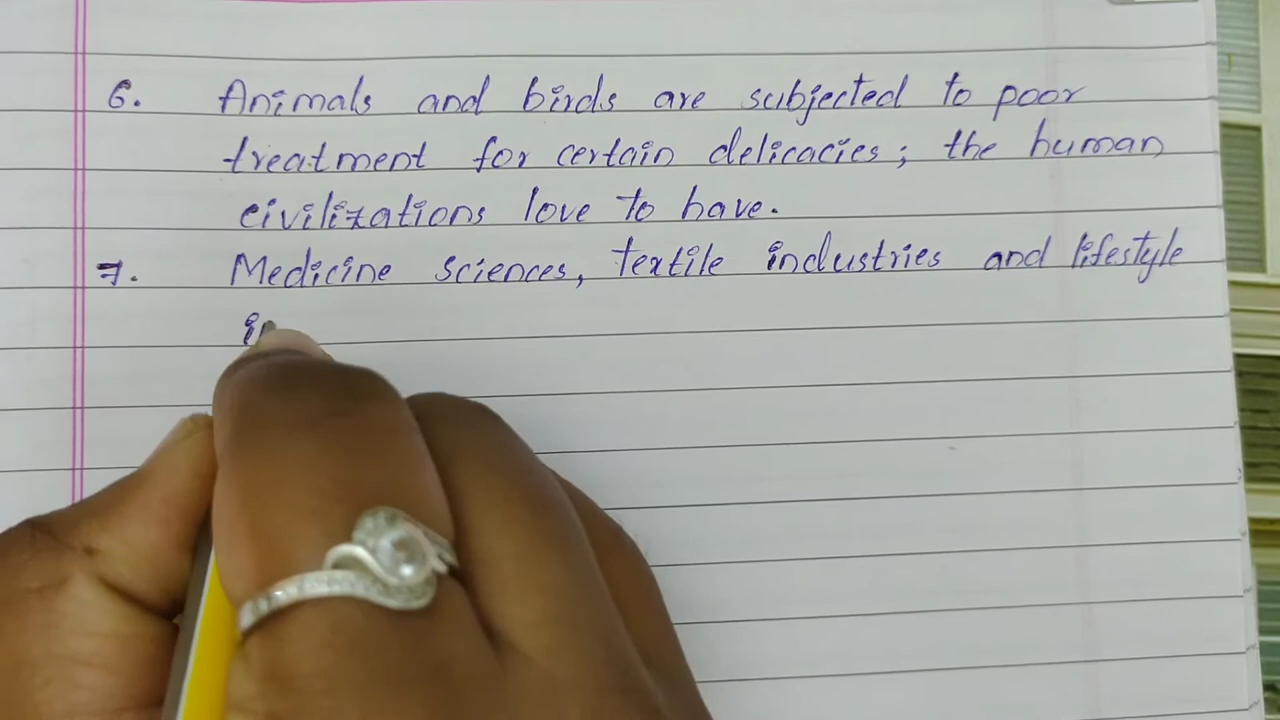 6. Animals and birds are subjected to poor
treatment for certain delicacies; the human
civilizations love to have.
7. Medicine sciences, textile industries and lifestyle